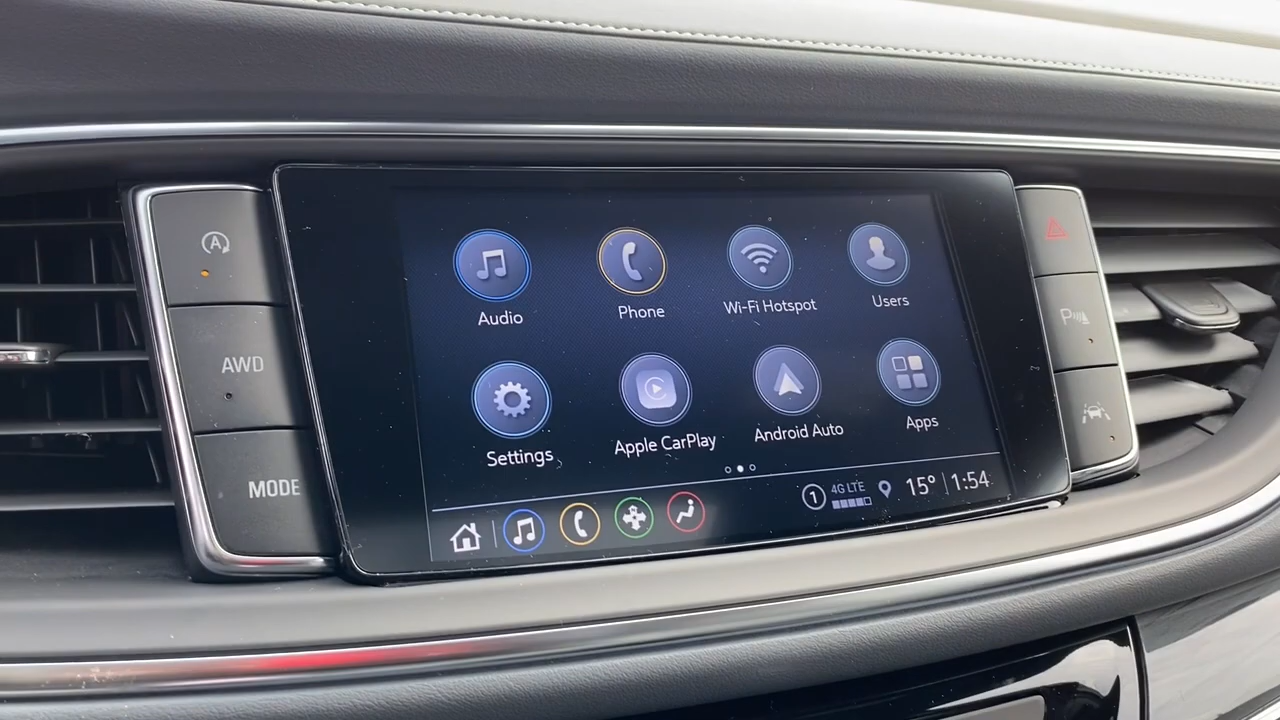 A
AWD
MODE
Audio
Phone
Wi-Fi Hotspot
Users
Settings
Apple CarPlay
Android Auto
Apps
1
4G LTE
15°
1:54
P